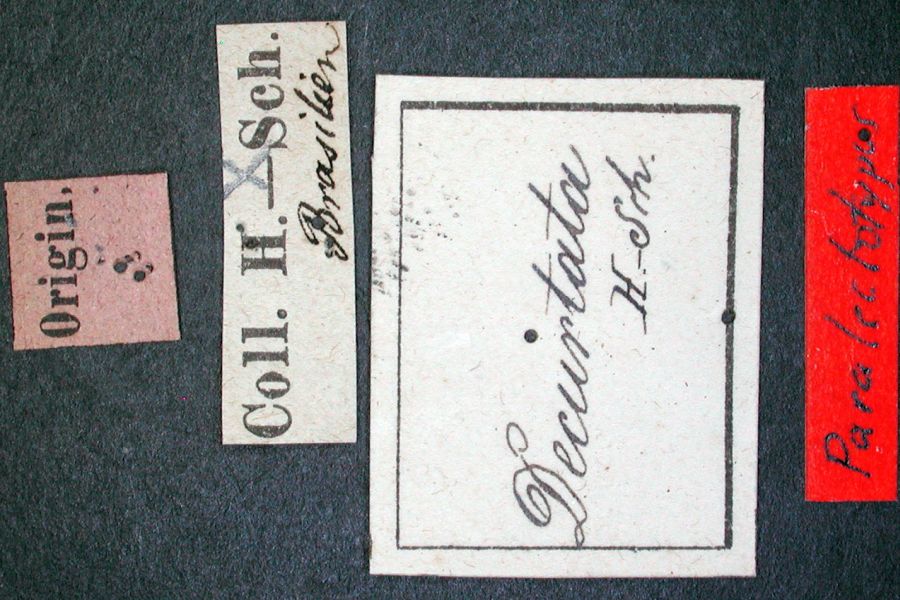 Origin.
Coll. H.-Sch.
Brasilien
Decurtata
H-Sch.
Paralectotypus